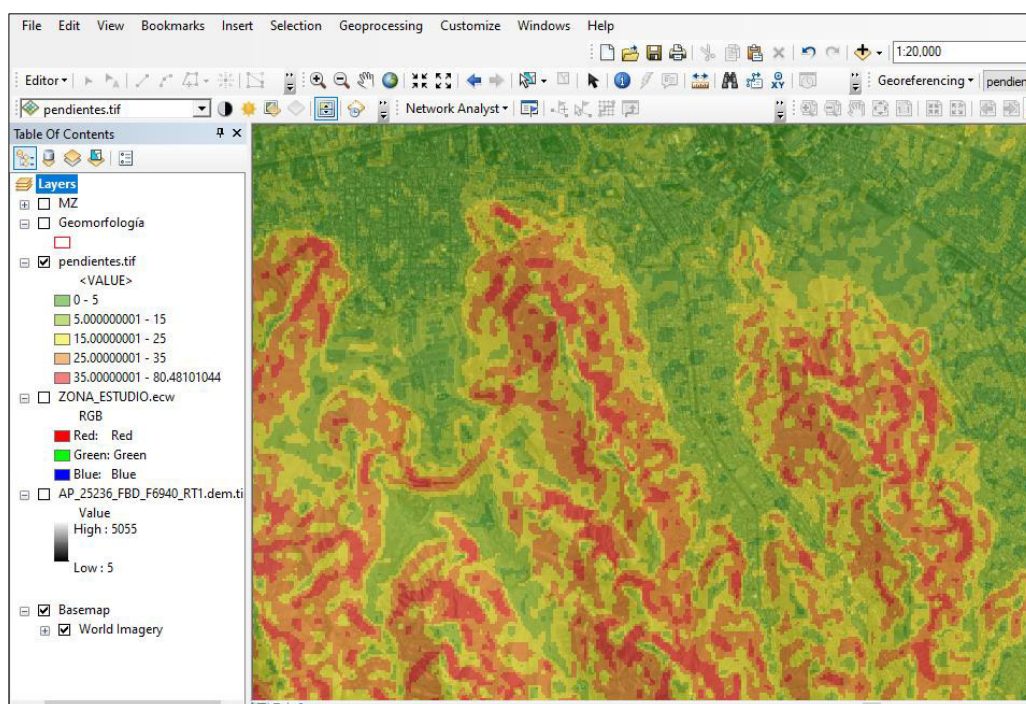 File Edit View Bookmarks Insert Selection Geoprocessing Customize Windows Help
1:20,000
Editor Georeferencing pendien
pendientes.tif Network Analyst
Table Of Contents
Layers
MZ
Geomorfología
pendientes.tif
<VALUE>
0 - 5
5.000000001 - 15
15.00000001 - 25
25.00000001 - 35
35.00000001 - 80.48101044
ZONA_ESTUDIO.ecw
RGB
Red: Red
Green: Green
Blue: Blue
AP_25236_FBD_F6940_RT1.dem.ti
Value
High : 5055
Low : 5
Basemap
World Imagery